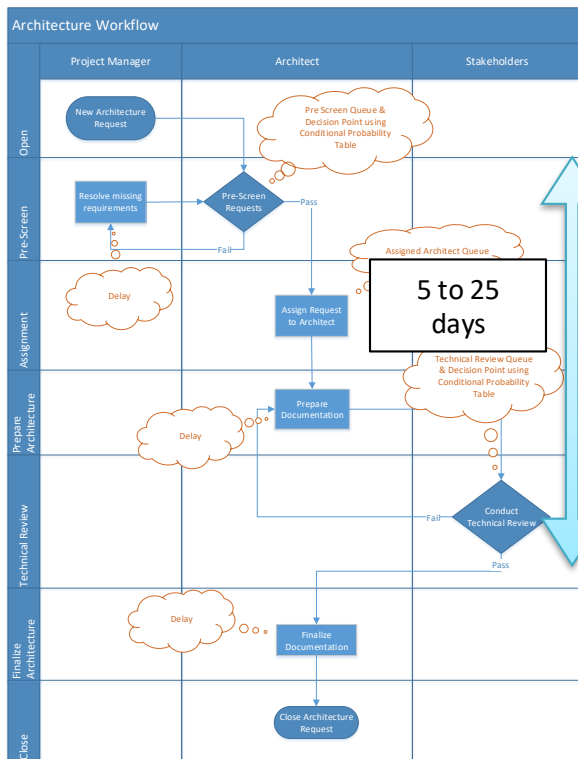 Architecture Workflow
Project Manager
Architect
Stakeholders
Open
New Architecture
Request
Pre Screen Queue &
Decision Point using
Conditional Probability
Table
Pre-Screen
Resolve missing
requirements
Pre-Screen
Requests
Pass
Fail
Assigned Architect Queue
Delay
Assignment
5 to 25
days
Assign Request
to Architect
Technical Review Queue
& Decision Point using
Conditional Probability
Table
Prepare
Architecture
Prepare
Documentation
Delay
Technical Review
Conduct
Technical Review
Fail
Pass
Finalize
Architecture
Delay
Finalize
Documentation
Close
Close Architecture
Request